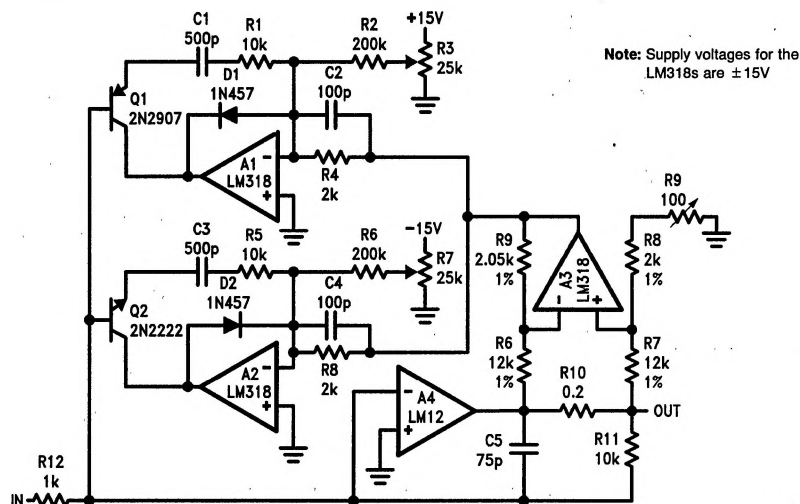 C1
500p
R1
10k
R2
200k
+15V
R3
25k
D1
1N457
C2
100p
Q1
2N2907
A1
LM318
-
+
R4
2k
C3
500p
R5
10k
R6
200k
-15V
R7
25k
D2
1N457
C4
100p
Q2
2N2222
A2
LM318
-
+
R8
2k
Note: Supply voltages for the
LM318s are ±15V
R9
100
R9
2.05k
1%
A3
LM318
-
+
R8
2k
1%
R6
12k
1%
R7
12k
1%
A4
LM12
-
+
R10
0.2
OUT
C5
75p
R11
10k
R12
1k
IN